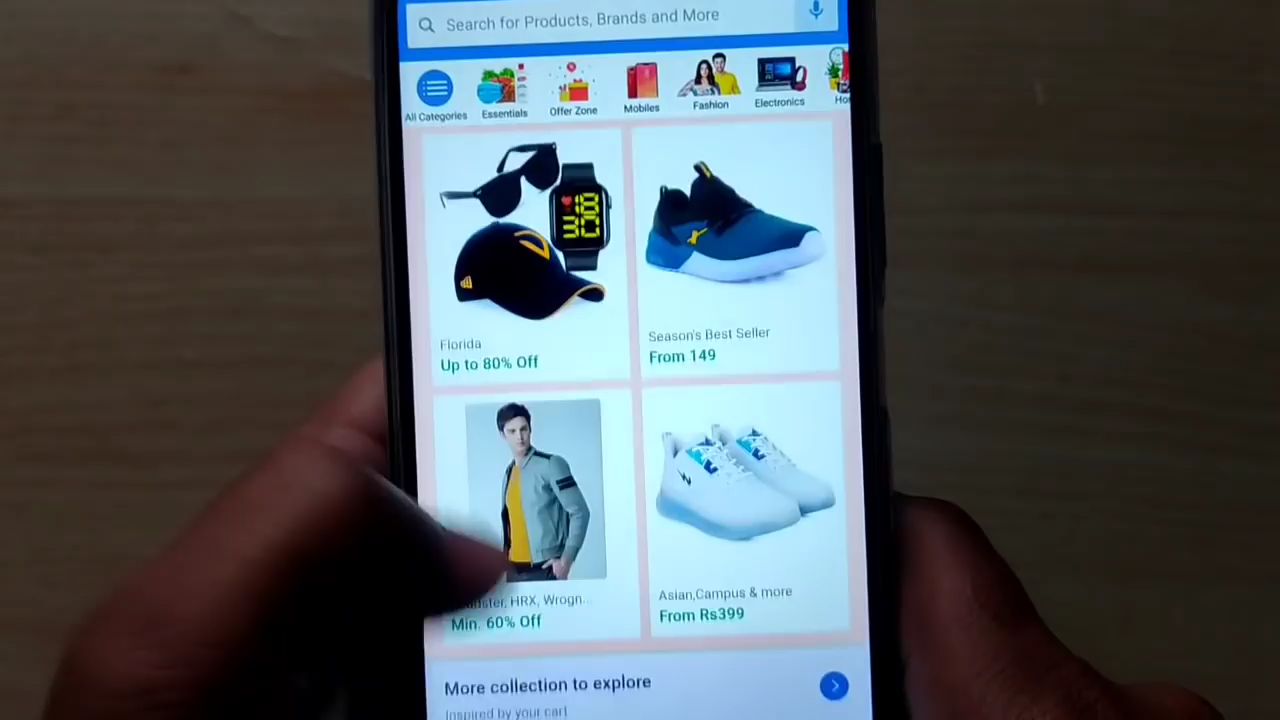 Search for Products, Brands and More
All Categories
Essentials
Offer Zone
Mobiles
Fashion
Electronics
Florida
Up to 80% Off
Season's Best Seller
From 149
HRX, Wrogn..
Min. 60% Off
Asian,Campus & more
From Rs399
More collection to explore
Inspired by your cart